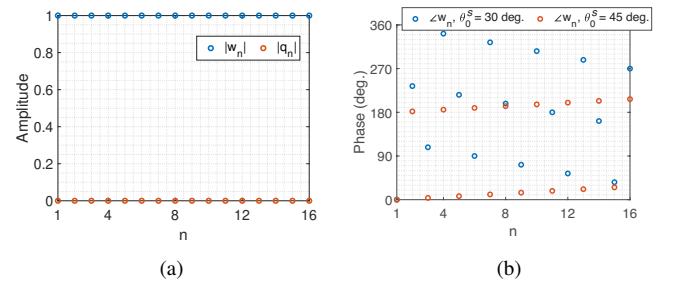 1
0.8
0.6
0.4
0.2
0
Amplitude
|w_n| |q_n|
1 4 8 12 16
n
(a)
∠w_n, θ_0^s = 30 deg. ∠w_n, θ_0^s = 45 deg.
360
270
180
90
0
Phase (deg.)
1 4 8 12 16
n
(b)